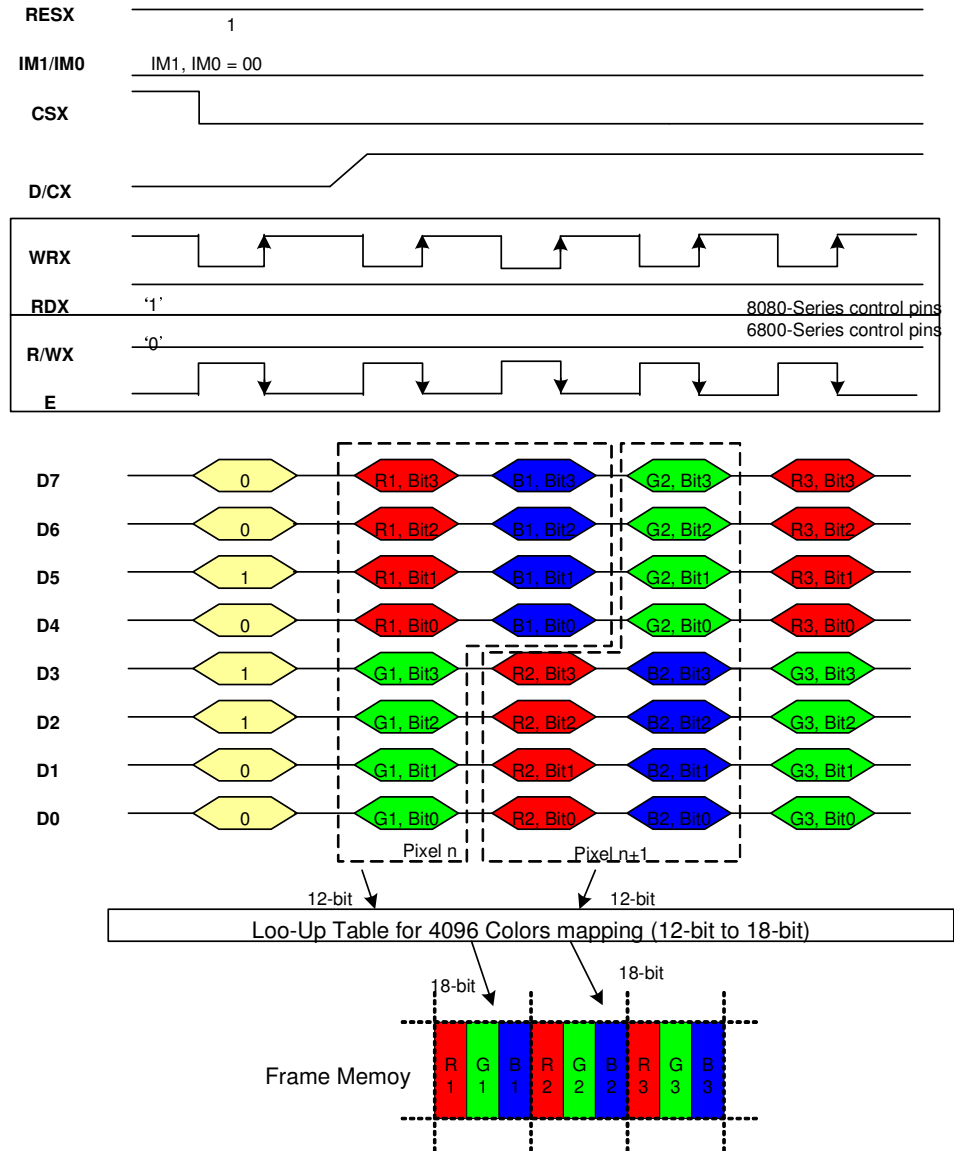 RESX
1
IM1/IM0 IM1, IM0 = 00
CSX
D/CX
WRX
RDX ‘1’ 8080-Series control pins
6800-Series control pins
R/WX ‘0’
E
D7 0 R1, Bit3 B1, Bit3 G2, Bit3 R3, Bit3
D6 0 R1, Bit2 B1, Bit2 G2, Bit2 R3, Bit2
D5 1 R1, Bit1 B1, Bit1 G2, Bit1 R3, Bit1
D4 0 R1, Bit0 B1, Bit0 G2, Bit0 R3, Bit0
D3 1 G1, Bit3 R2, Bit3 B2, Bit3 G3, Bit3
D2 1 G1, Bit2 R2, Bit2 B2, Bit2 G3, Bit2
D1 0 G1, Bit1 R2, Bit1 B2, Bit1 G3, Bit1
D0 0 G1, Bit0 R2, Bit0 B2, Bit0 G3, Bit0
Pixel n Pixel n+1
12-bit 12-bit
Loo-Up Table for 4096 Colors mapping (12-bit to 18-bit)
18-bit 18-bit
Frame Memoy
R G B R G B R G B
1 1 1 2 2 2 3 3 3